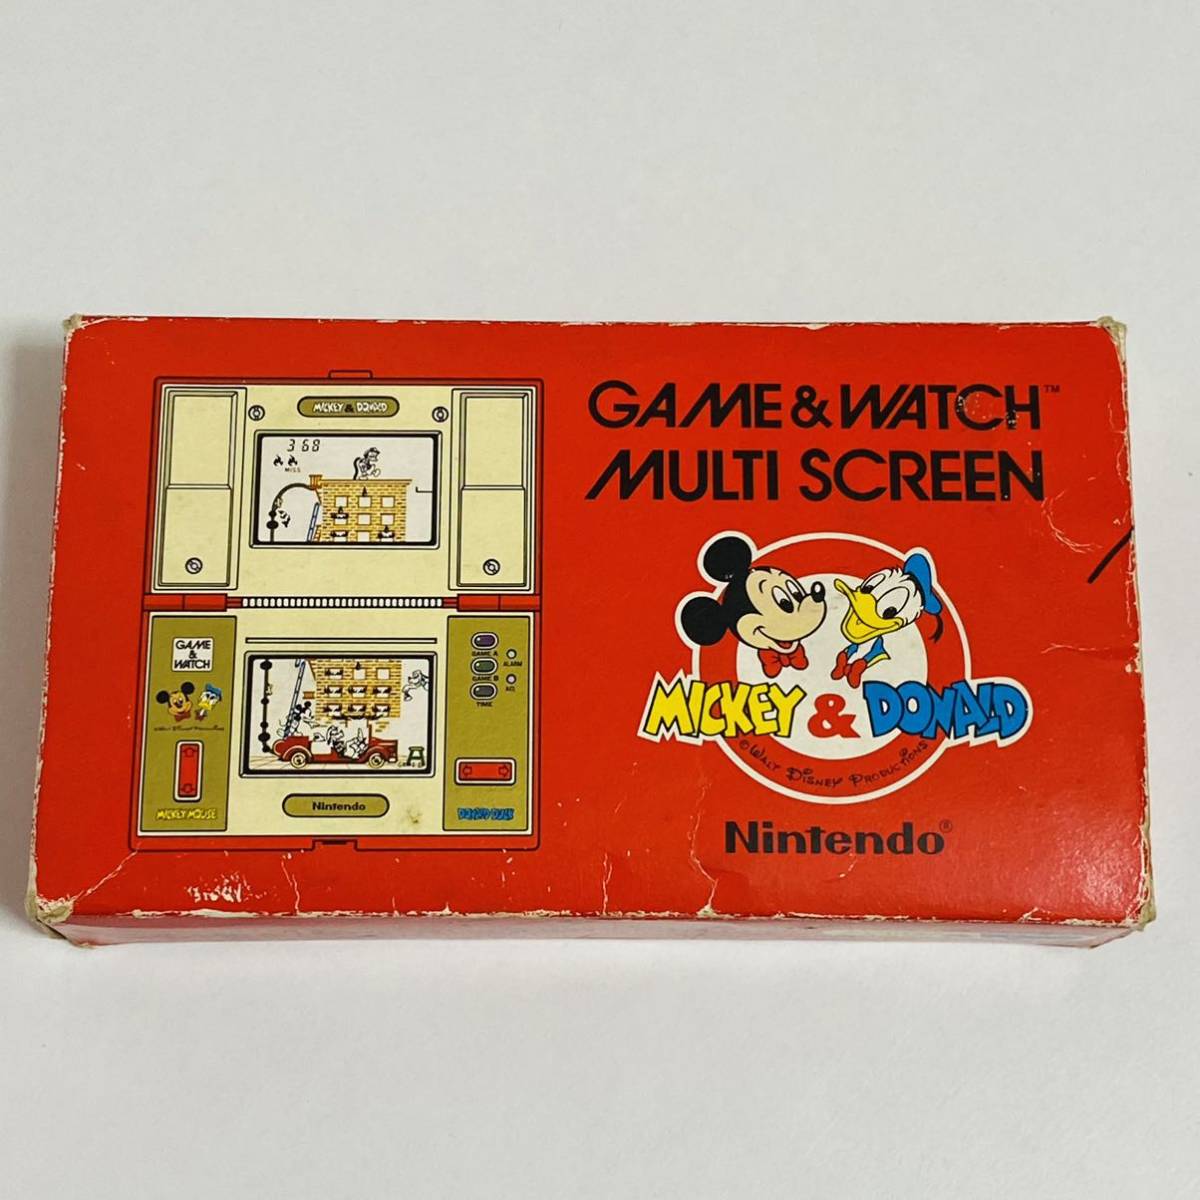 GAME & WATCH™
MULTI SCREEN
MICKEY & DONALD
© WALT DISNEY PRODUCTIONS
Nintendo®
MICKEY & DONALD
368
MISS
GAME
&
WATCH
GAME A
ALARM
GAME B
ACL
TIME
MICKEY MOUSE
Nintendo
DONALD DUCK